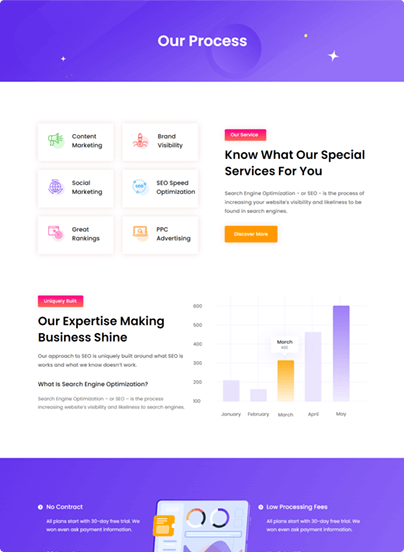 Our Process
Content
Marketing
Brand
Visibility
Social
Marketing
SEO Speed
Optimization
Great
Rankings
PPC
Advertising
Our Service
Know What Our Special
Services For You
Search Engine Optimization - or SEO - is the process of
increasing your website's visibility and likeliness to be
found in search engines.
Discover More
Uniquery Built
Our Expertise Making
Business Shine
Our approach to SEO is uniquely built around what SEO is
works and what we know doesn't work.
What Is Search Engine Optimization?
Search Engine Optimization – or SEO – is the process
increasing website's visibility and likeliness to search engines.
600
500
400
300
200
100
March
January
February
March
April
May
No Contract
All plans start with 30-day free trial. We
won even ask payment information.
Low Processing Fees
All plans start with 30-day free trial. We
won even ask payment information.